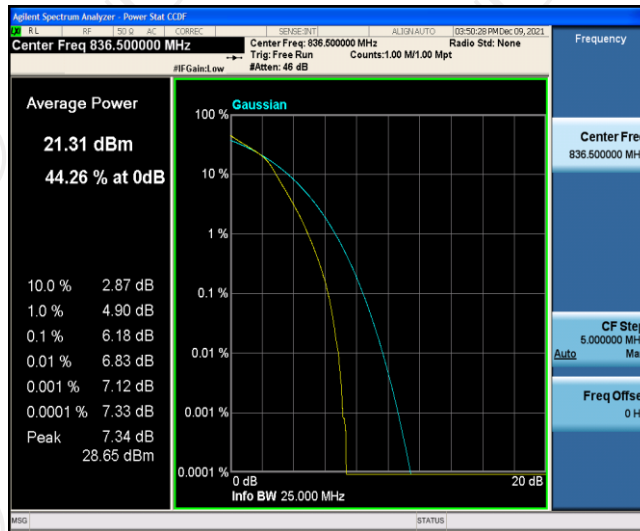 Agilent Spectrum Analyzer - Power Stat CCDF
RL RF 50 Ω AC CORREC SENSE:INT ALIGNAUTO 03:50:28 PM Dec 09, 2021
Center Freq 836.500000 MHz
Center Freq: 836.500000 MHz Radio Std: None
Trig: Free Run Counts:1.00 M/1.00 Mpt
#IFGain:Low #Atten: 46 dB
Frequency
Average Power
21.31 dBm
44.26 % at 0dB
10.0 % 2.87 dB
1.0 % 4.90 dB
0.1 % 6.18 dB
0.01 % 6.83 dB
0.001 % 7.12 dB
0.0001 % 7.33 dB
Peak 7.34 dB
28.65 dBm
Gaussian
100 %
10 %
1 %
0.1 %
0.01 %
0.001 %
0.0001 %
0 dB 20 dB
Info BW 25.000 MHz
Center Fre
836.500000 MH
CF Step
5.000000 MH
Auto Ma
Freq Offse
0 H
MSG STATUS